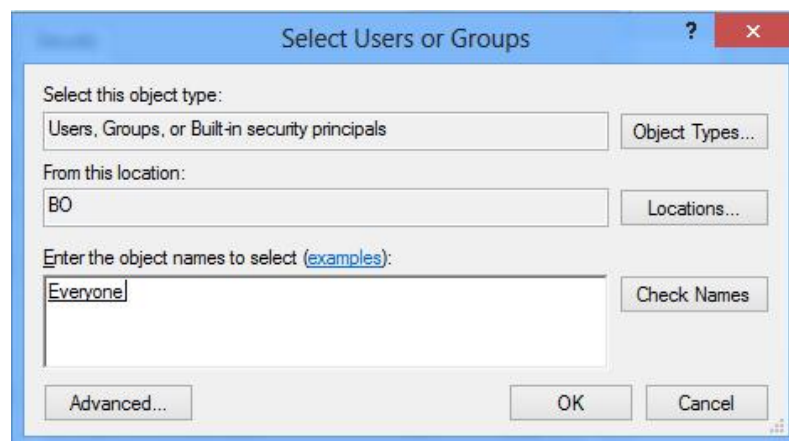 Select Users or Groups
?
Select this object type:
Users, Groups, or Built-in security principals
Object Types...
From this location:
BO
Locations...
Enter the object names to select (examples):
Everyone
Check Names
Advanced...
OK
Cancel